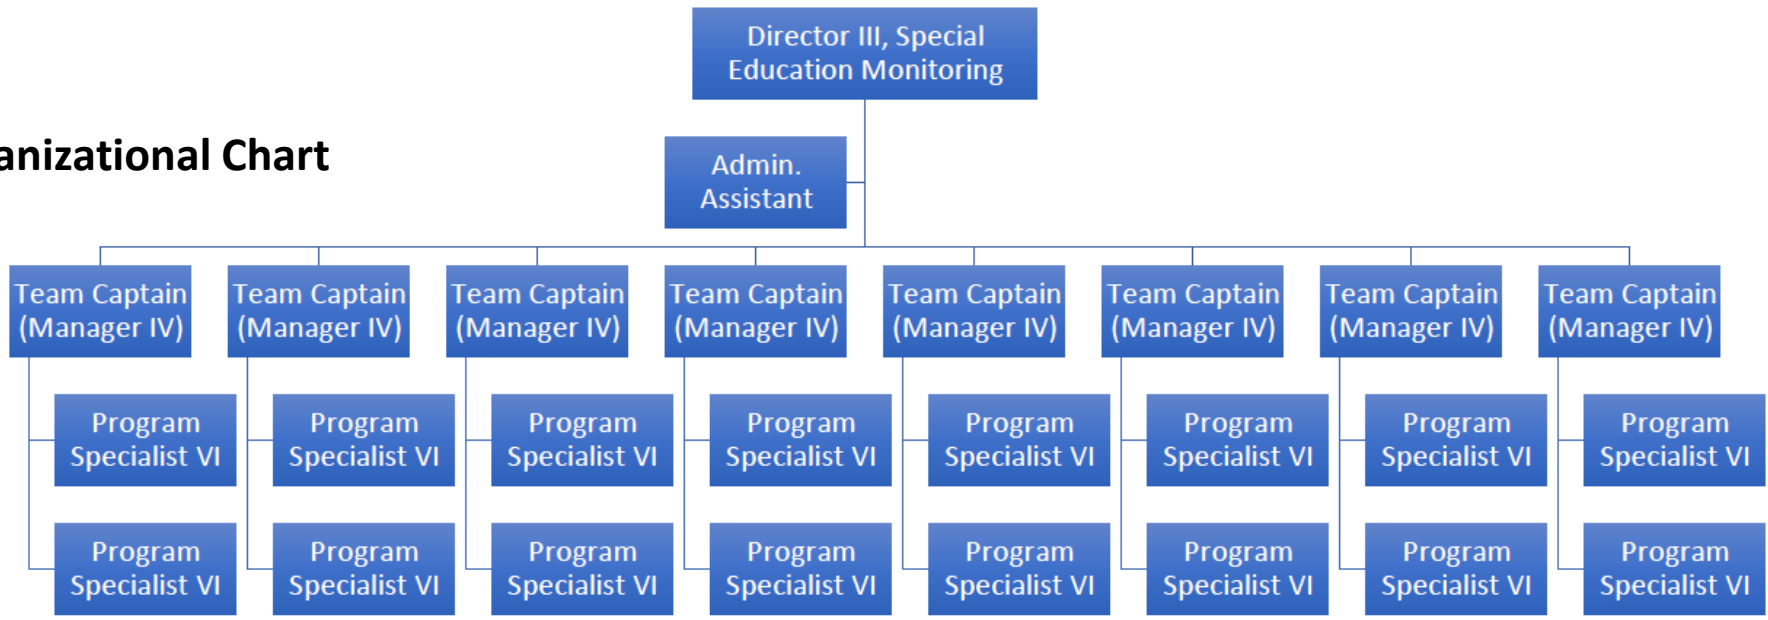 Director III, Special
Education Monitoring
anizational Chart
Admin.
Assistant
Team Captain
(Manager IV)
Team Captain
(Manager IV)
Team Captain
(Manager IV)
Team Captain
(Manager IV)
Team Captain
(Manager IV)
Team Captain
(Manager IV)
Team Captain
(Manager IV)
Team Captain
(Manager IV)
Program
Specialist VI
Program
Specialist VI
Program
Specialist VI
Program
Specialist VI
Program
Specialist VI
Program
Specialist VI
Program
Specialist VI
Program
Specialist VI
Program
Specialist VI
Program
Specialist VI
Program
Specialist VI
Program
Specialist VI
Program
Specialist VI
Program
Specialist VI
Program
Specialist VI
Program
Specialist VI